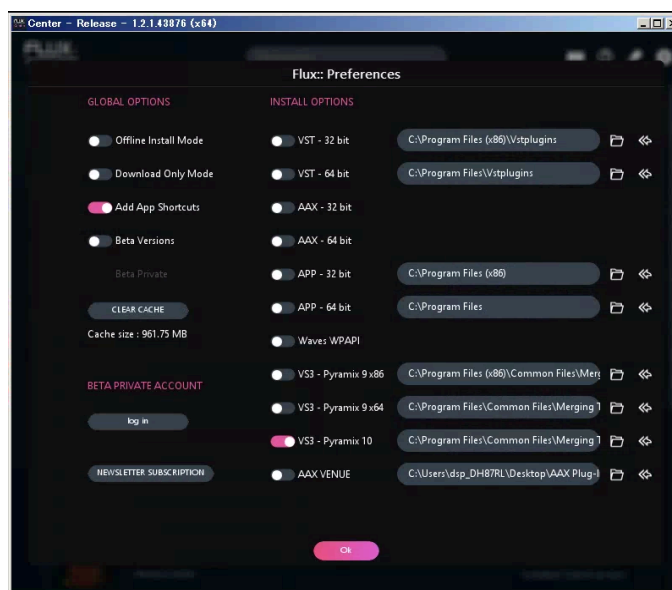 Center - Release - 1.2.1.43876 (x64)
FLUX::
Flux:: Preferences
GLOBAL OPTIONS
Offline Install Mode
Download Only Mode
Add App Shortcuts
Beta Versions
Beta Private
CLEAR CACHE
Cache size : 961.75 MB
BETA PRIVATE ACCOUNT
log in
NEWSLETTER SUBSCRIPTION
INSTALL OPTIONS
VST - 32 bit C:\Program Files (x86)\Vstplugins
VST - 64 bit C:\Program Files\Vstplugins
AAX - 32 bit
AAX - 64 bit
APP - 32 bit C:\Program Files (x86)
APP - 64 bit C:\Program Files
Waves WPAPI
VS3 - Pyramix 9 x86 C:\Program Files (x86)\Common Files\Merg
VS3 - Pyramix 9 x64 C:\Program Files\Common Files\Merging T
VS3 - Pyramix 10 C:\Program Files\Common Files\Merging T
AAX VENUE C:\Users\dsp_DH87RL\Desktop\AAX Plug-I
Ok